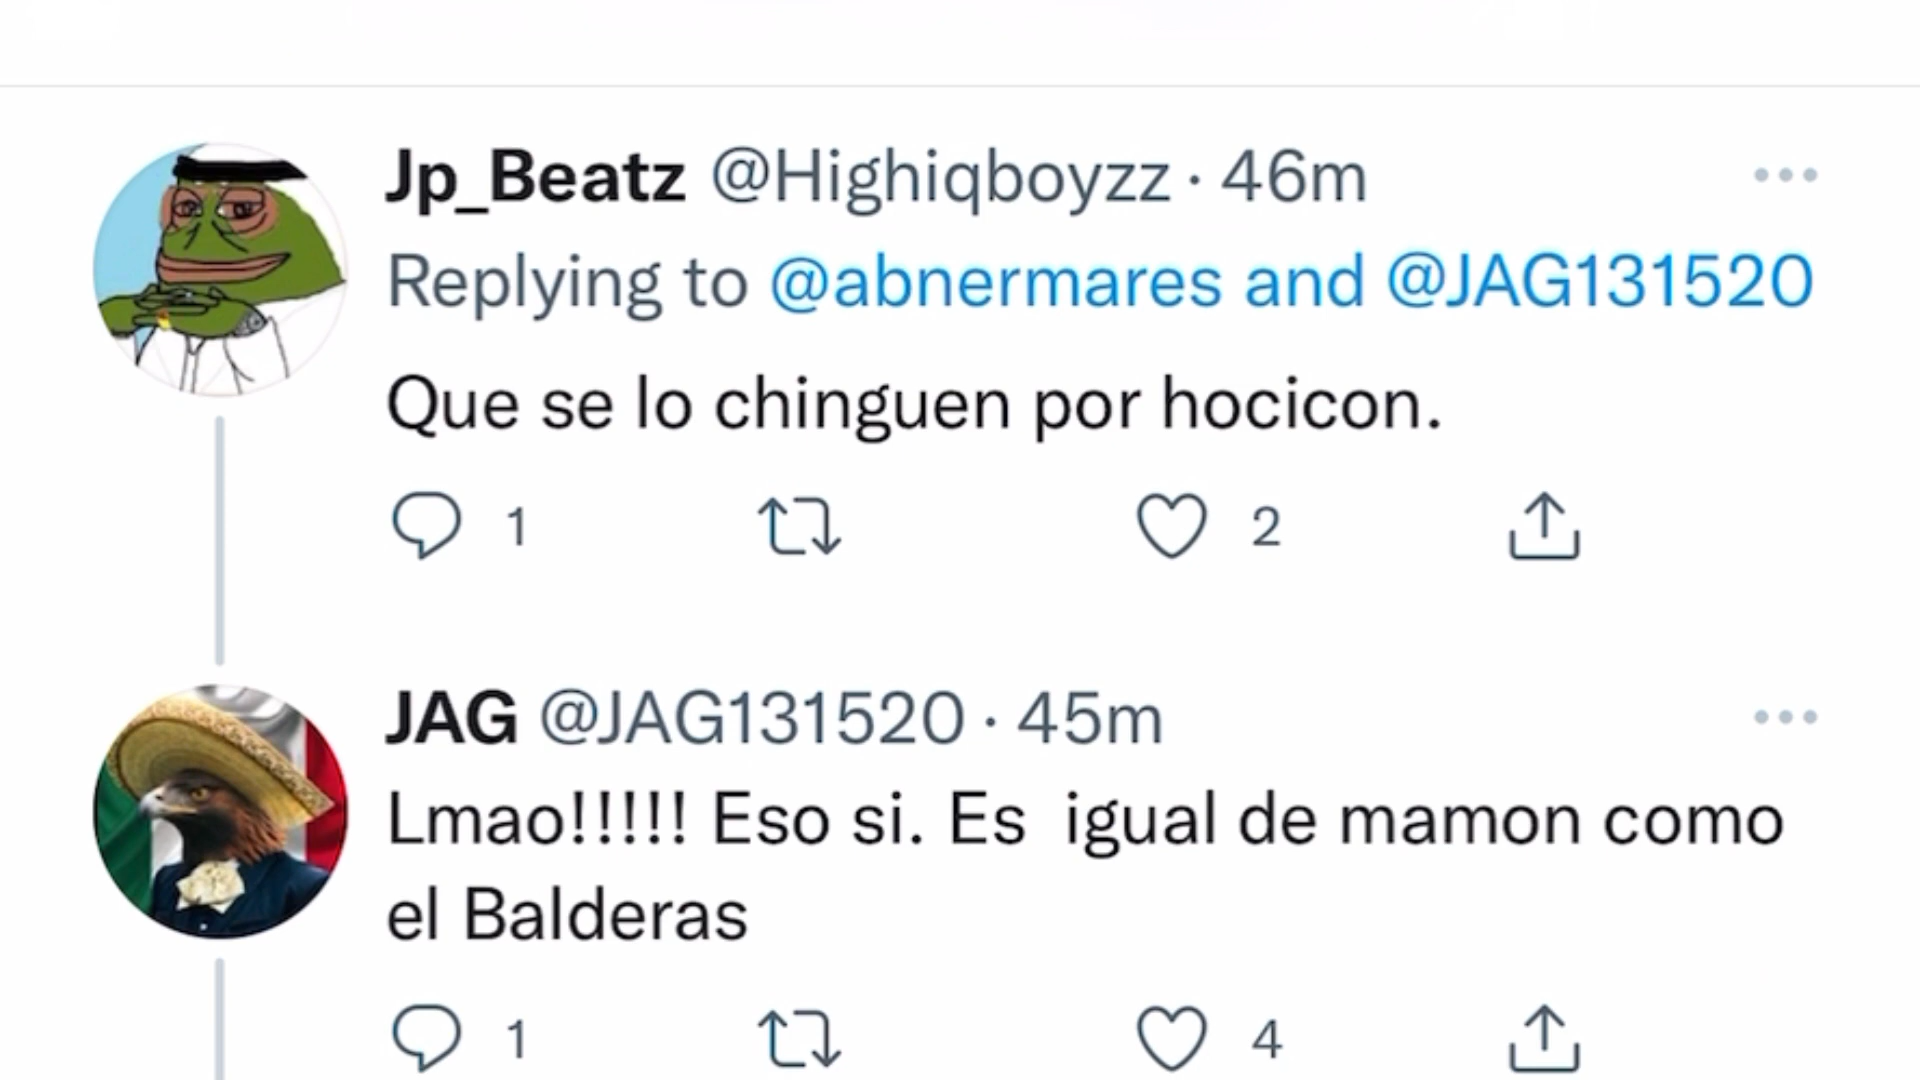 Jp_Beatz @Highiqboyzz · 46m
Replying to @abnermares and @JAG131520
Que se lo chinguen por hocicon.
1 2
JAG @JAG131520 · 45m
Lmao!!!!! Eso si. Es  igual de mamon como
el Balderas
1 4